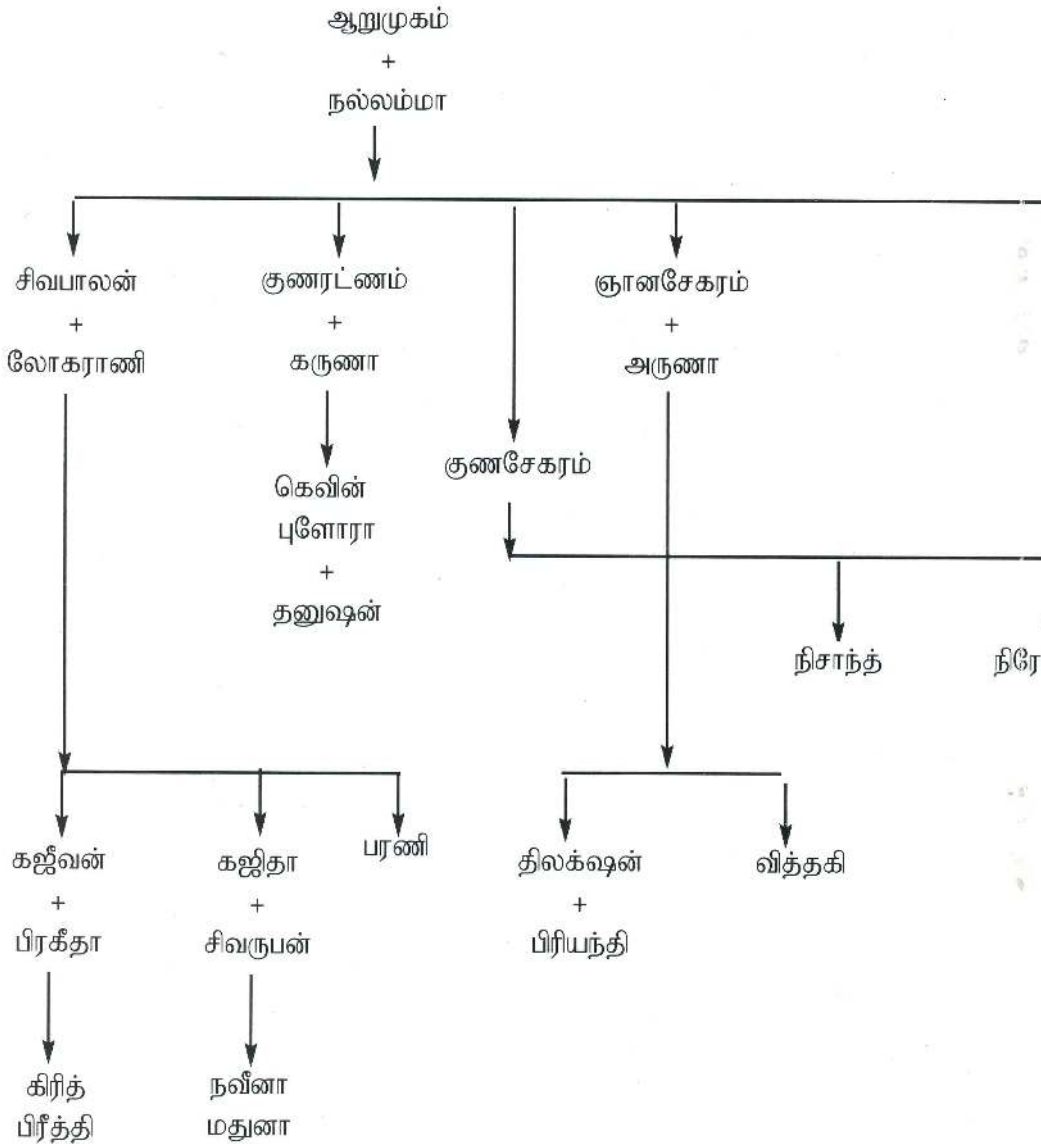 ஆறுமுகம்
+
நல்லம்மா
சிவபாலன் குணரட்ணம் ஞானசேகரம்
+ + +
லோகராணி கருணா அருணா
குணசேகரம்
கெவின்
புளோரா
+
தனுஷன்
நிசாந்த் நிரே
கஜீவன் கஜிதா பரணி திலக்ஷன் வித்தகி
+ + +
பிரகீதா சிவருபன் பிரியந்தி
கிரித் நவீனா
பிரீத்தி மதுனா